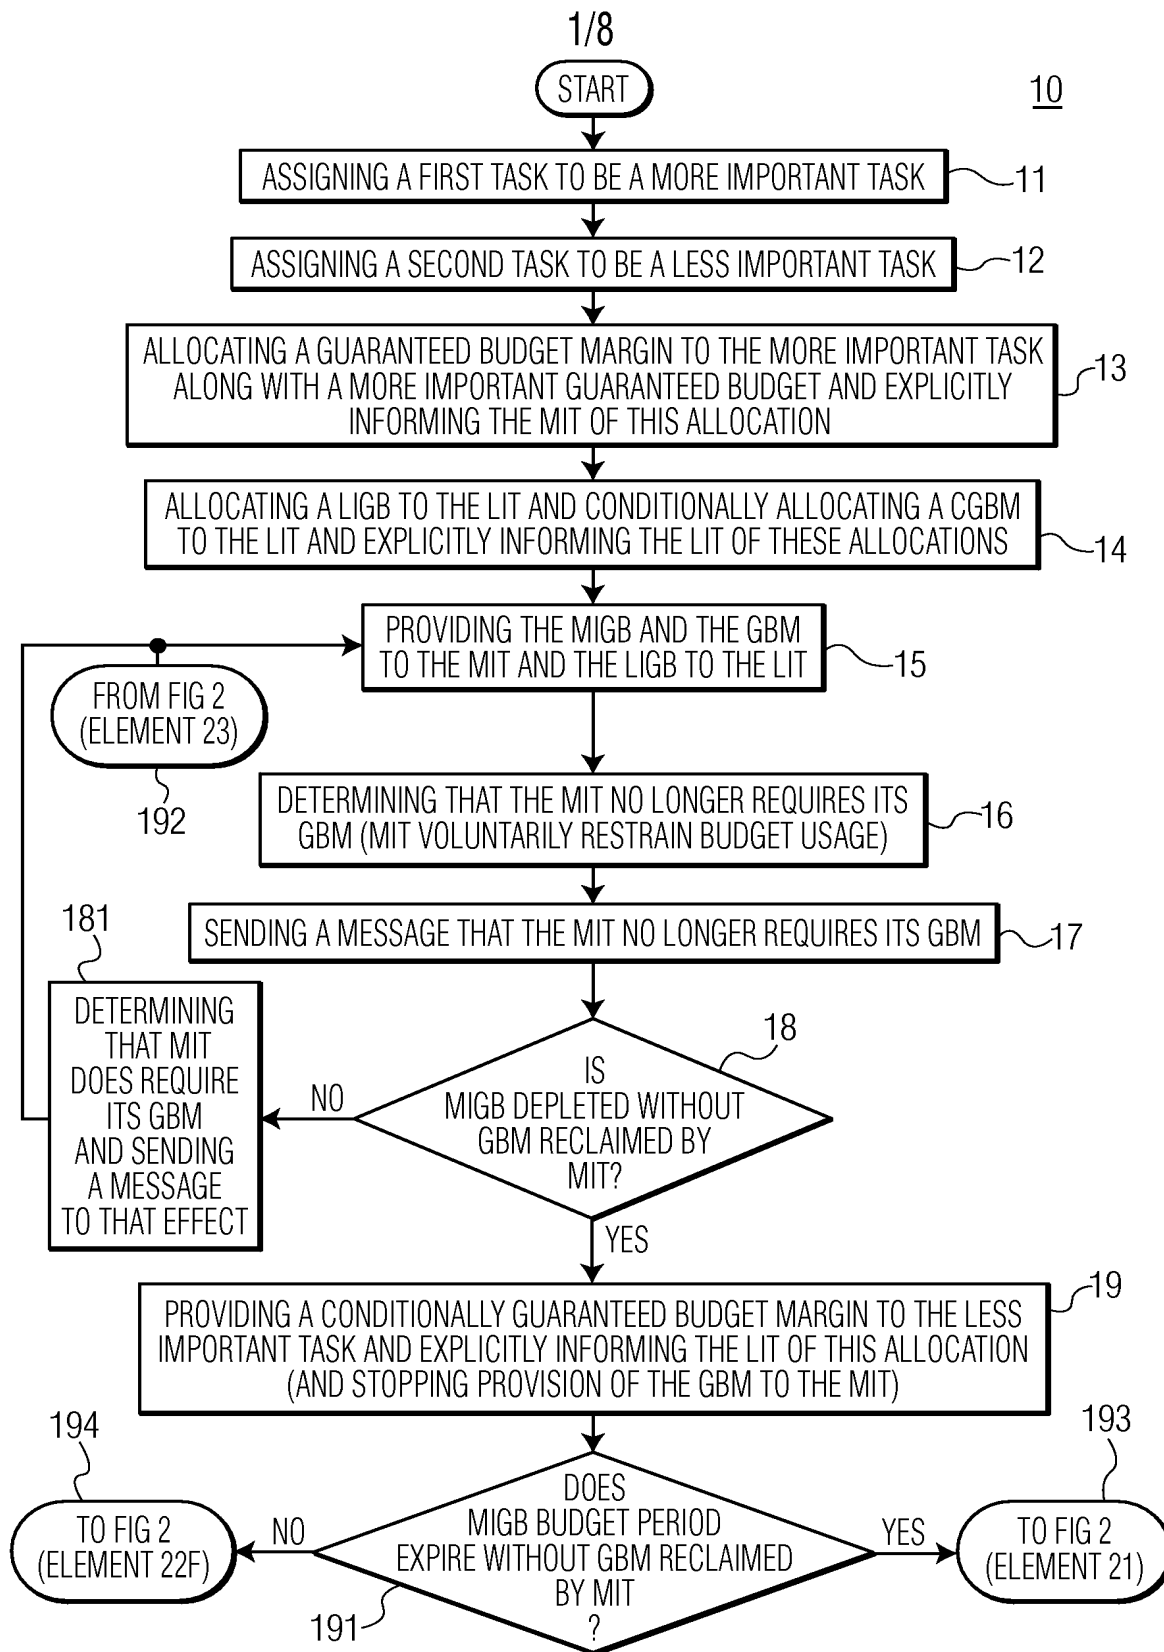 1/8
START
10
ASSIGNING A FIRST TASK TO BE A MORE IMPORTANT TASK
11
ASSIGNING A SECOND TASK TO BE A LESS IMPORTANT TASK
12
ALLOCATING A GUARANTEED BUDGET MARGIN TO THE MORE IMPORTANT TASK
ALONG WITH A MORE IMPORTANT GUARANTEED BUDGET AND EXPLICITLY
INFORMING THE MIT OF THIS ALLOCATION
13
ALLOCATING A LIGB TO THE LIT AND CONDITIONALLY ALLOCATING A CGBM
TO THE LIT AND EXPLICITLY INFORMING THE LIT OF THESE ALLOCATIONS
14
PROVIDING THE MIGB AND THE GBM
TO THE MIT AND THE LIGB TO THE LIT
15
FROM FIG 2
(ELEMENT 23)
192
DETERMINING THAT THE MIT NO LONGER REQUIRES ITS
GBM (MIT VOLUNTARILY RESTRAIN BUDGET USAGE)
16
SENDING A MESSAGE THAT THE MIT NO LONGER REQUIRES ITS GBM
17
181
DETERMINING
THAT MIT
DOES REQUIRE
ITS GBM
AND SENDING
A MESSAGE
TO THAT EFFECT
NO
18
IS
MIGB DEPLETED WITHOUT
GBM RECLAIMED BY
MIT?
YES
19
PROVIDING A CONDITIONALLY GUARANTEED BUDGET MARGIN TO THE LESS
IMPORTANT TASK AND EXPLICITLY INFORMING THE LIT OF THIS ALLOCATION
(AND STOPPING PROVISION OF THE GBM TO THE MIT)
194
TO FIG 2
(ELEMENT 22F)
NO
DOES
MIGB BUDGET PERIOD
EXPIRE WITHOUT GBM RECLAIMED
BY MIT
?
191
YES
193
TO FIG 2
(ELEMENT 21)